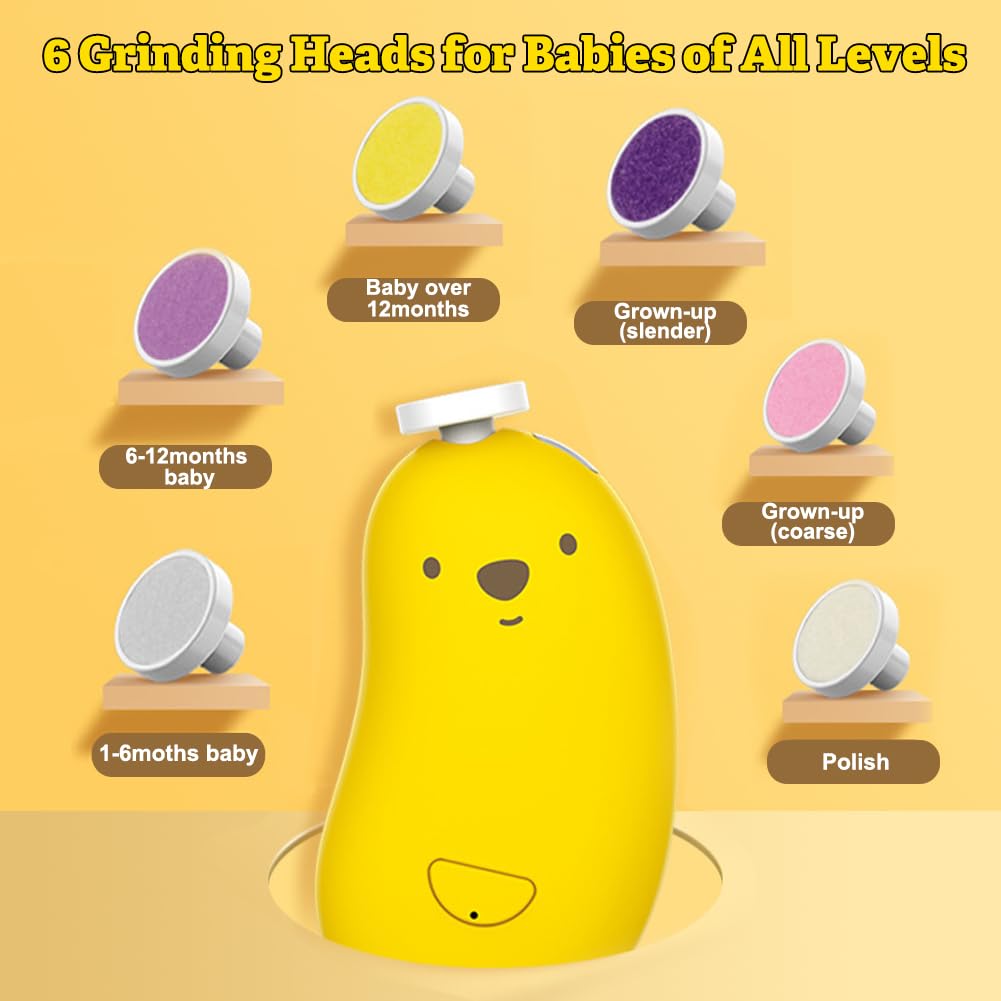 6 Grinding Heads for Babies of All Levels
Baby over
12months
Grown-up
(slender)
6-12months
baby
Grown-up
(coarse)
1-6moths baby
Polish